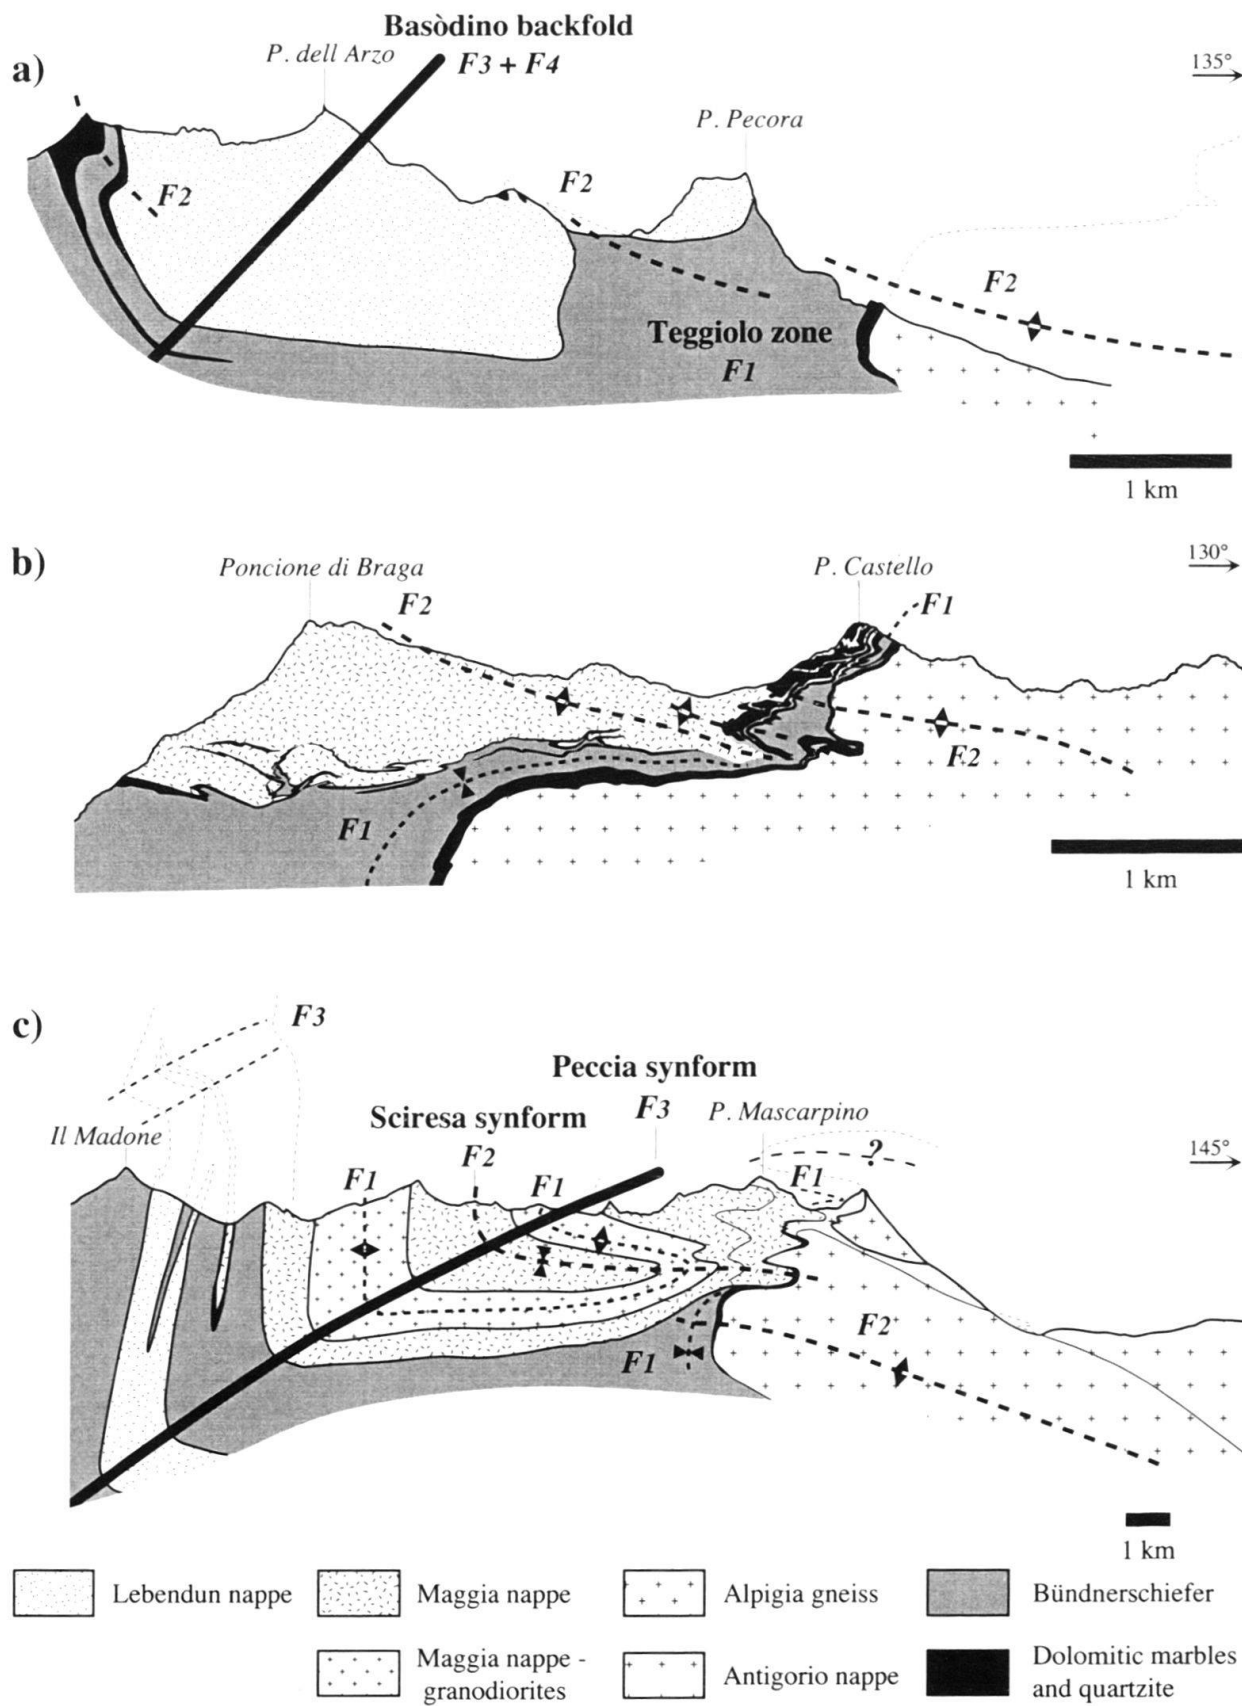 a)
Basòdino backfold
P. dell Arzo
F3 + F4
135°
P. Pecora
F2
F2
F2
Teggiolo zone
F1
1 km
b)
130°
Poncione di Braga
P. Castello
F2
F1
F2
F1
1 km
c)
F3
Peccia synform
Sciresa synform
F3
P. Mascarpino
Il Madone
?
145°
F1
F2
F1
F1
F2
F1
1 km
Lebendun nappe
Maggia nappe
Alpigia gneiss
Bündnerschiefer
Maggia nappe -
granodiorites
Antigorio nappe
Dolomitic marbles
and quartzite